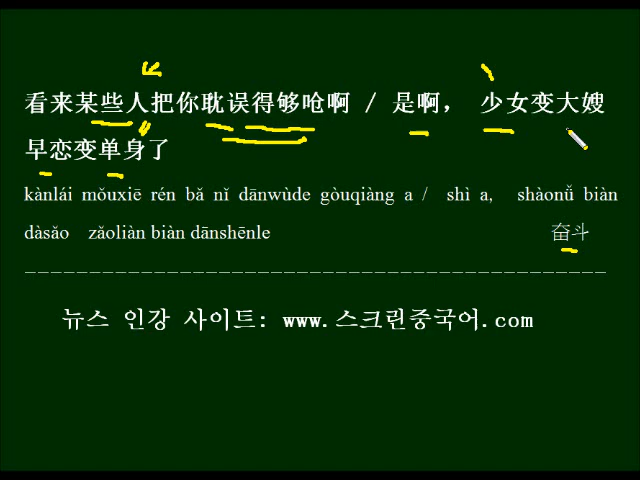 看来某些人把你耽误得够呛啊 / 是啊， 少女变大嫂
早恋变单身了
kànlái mǒuxiē rén bǎ nǐ dānwùde gòuqiàng a / shì a, shàonǚ biàn
dàsǎo zǎoliàn biàn dānshēnle 奋斗
뉴스 인강 사이트: www.스크린중국어.com